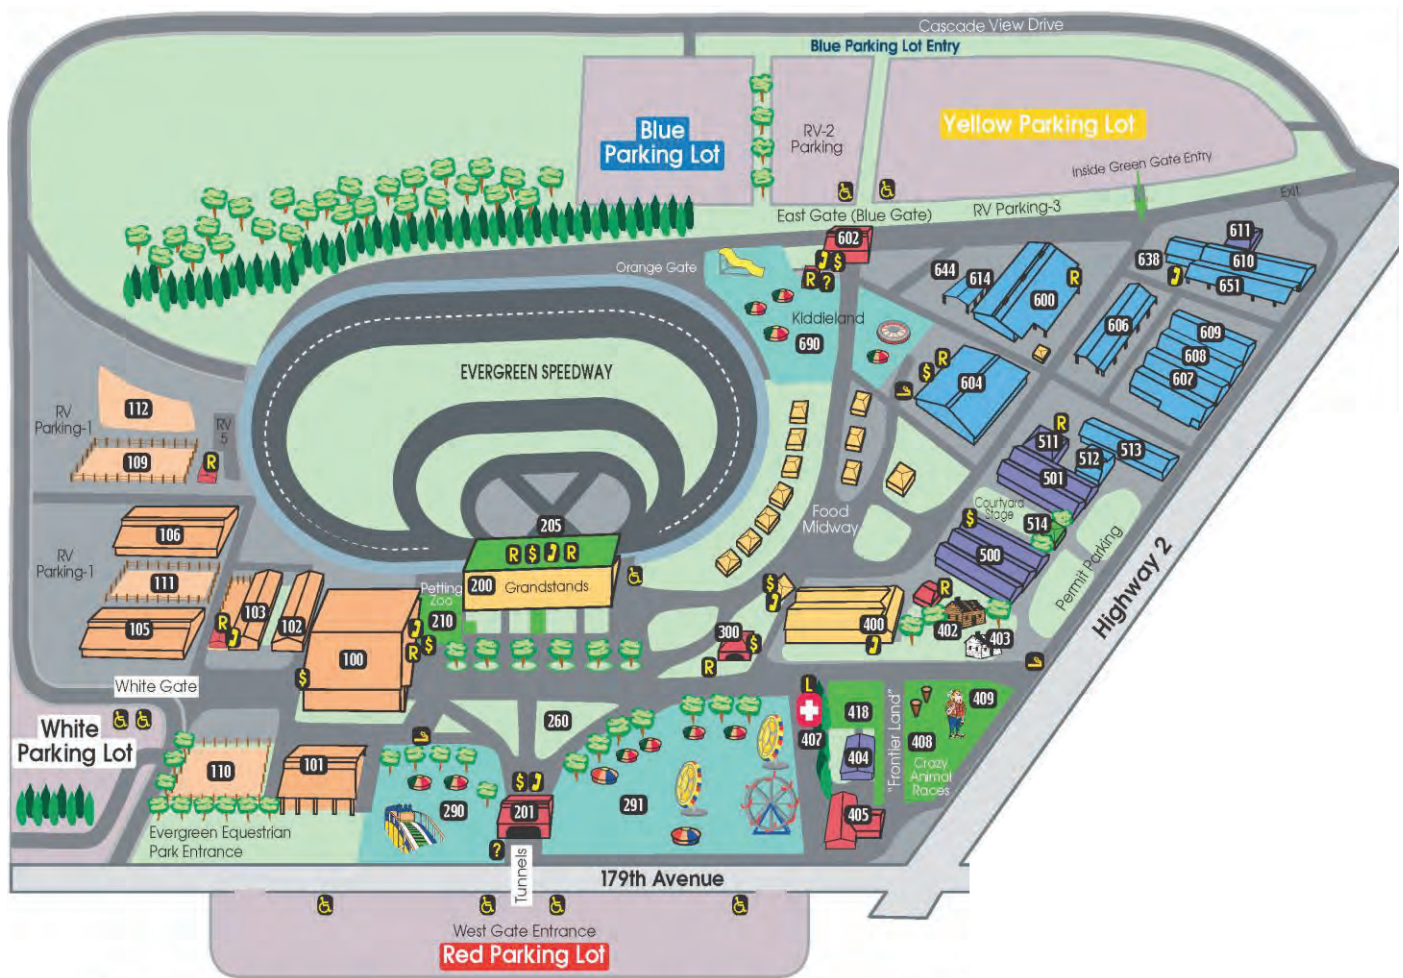 Cascade View Drive
Blue Parking Lot Entry
Blue
Parking Lot
RV-2
Parking
Yellow Parking Lot
Inside Green Gate Entry
Exit
East Gate (Blue Gate)
RV Parking-3
602
611
638
610
651
Orange Gate
$
R
?
644
614
600
R
606
609
608
607
Kiddieland
690
$
R
604
EVERGREEN SPEEDWAY
112
RV
Parking-1
RV
5
109
R
511
R
512
513
501
Courtyard
Stage
514
$
500
Food
Midway
Permit Parking
Highway 2
205
R
$
R
200
Grandstands
106
RV
Parking-1
111
105
103
102
R
Petting
Zoo
210
R
$
100
$
$
300
$
R
400
R
402
403
White Gate
White
Parking Lot
260
L
407
418
404
"Frontier Land"
409
408
Crazy
Animal
Races
405
110
101
290
$
201
?
291
Evergreen Equestrian
Park Entrance
Tunnels
179th Avenue
West Gate Entrance
Red Parking Lot